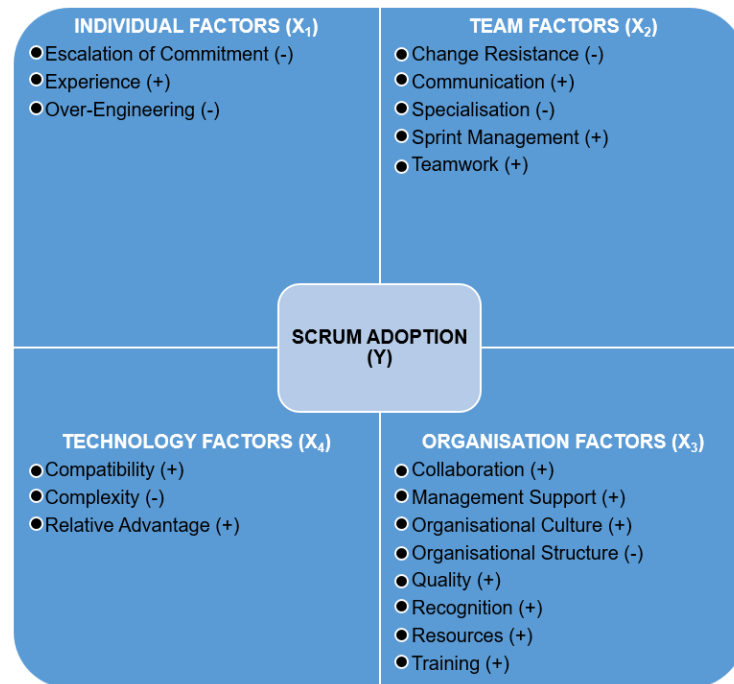 INDIVIDUAL FACTORS (X₁)
Escalation of Commitment (-)
Experience (+)
Over-Engineering (-)
TEAM FACTORS (X₂)
Change Resistance (-)
Communication (+)
Specialisation (-)
Sprint Management (+)
Teamwork (+)
SCRUM ADOPTION
(Y)
TECHNOLOGY FACTORS (X₄)
Compatibility (+)
Complexity (-)
Relative Advantage (+)
ORGANISATION FACTORS (X₃)
Collaboration (+)
Management Support (+)
Organisational Culture (+)
Organisational Structure (-)
Quality (+)
Recognition (+)
Resources (+)
Training (+)